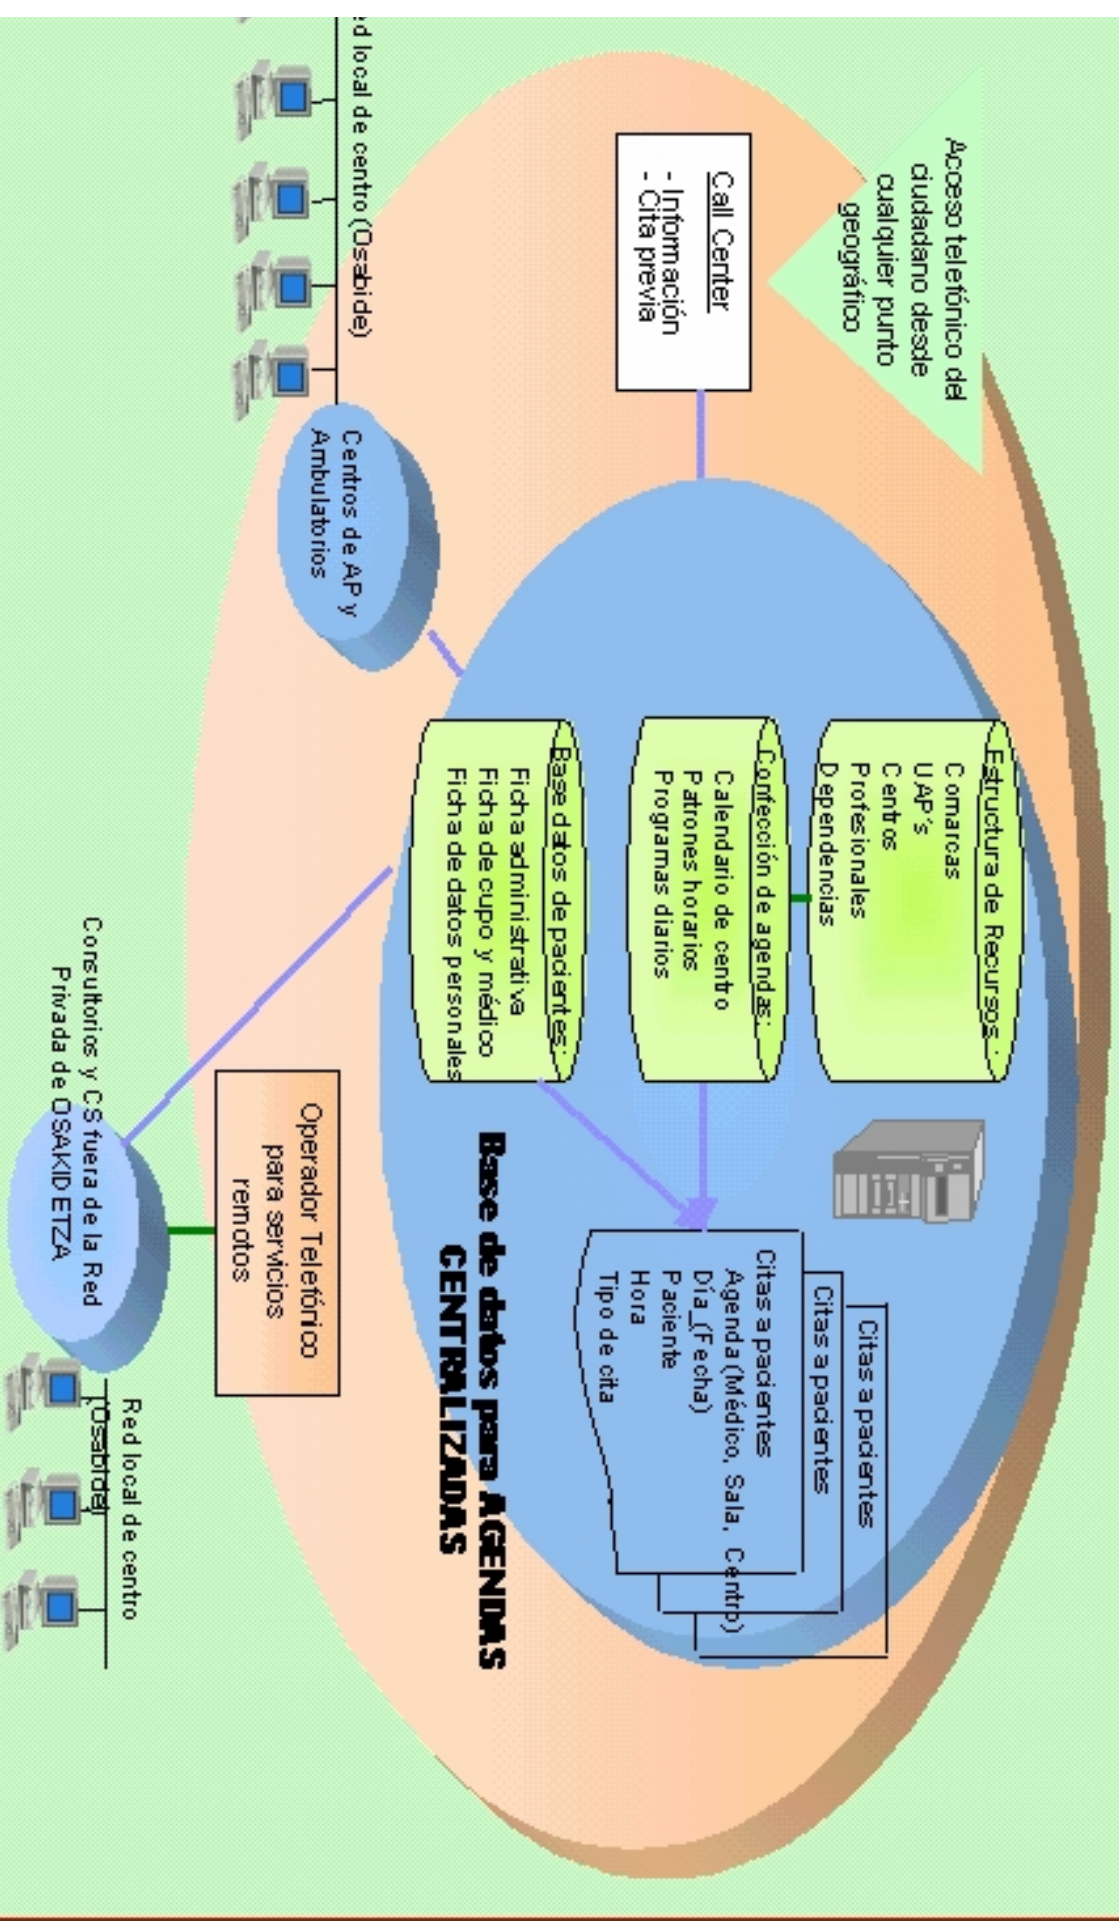 Acceso telefónico del
ciudadano desde
cualquier punto
geográfico
Call Center
- Información
- Cita previa
Estructura de Recursos :
Comarcas
UAP's
Centros
Profesionales
Dependencias
Confección de agendas:
Calendario de centro
Patrones horarios
Programas diarios
Base datos de pacientes:
Ficha administrativa
Ficha de cupo y médico
Ficha de datos personales
Citas a pacientes
Citas a pacientes
Citas a pacientes
Agenda (Médico, Sala, Centro)
Día_(Fecha)
Paciente
Hora
Tipo de cita
Base de datos para AGENDAS
CENTRALIZADAS
ed local de centro (Osabide)
Centros de AP y
Ambulatorios
Operador Telefónico
para servicios
remotos
Consultorios y CS fuera de la Red
Privada de OSAKIDETZA
Red local de centro
(Osabide)